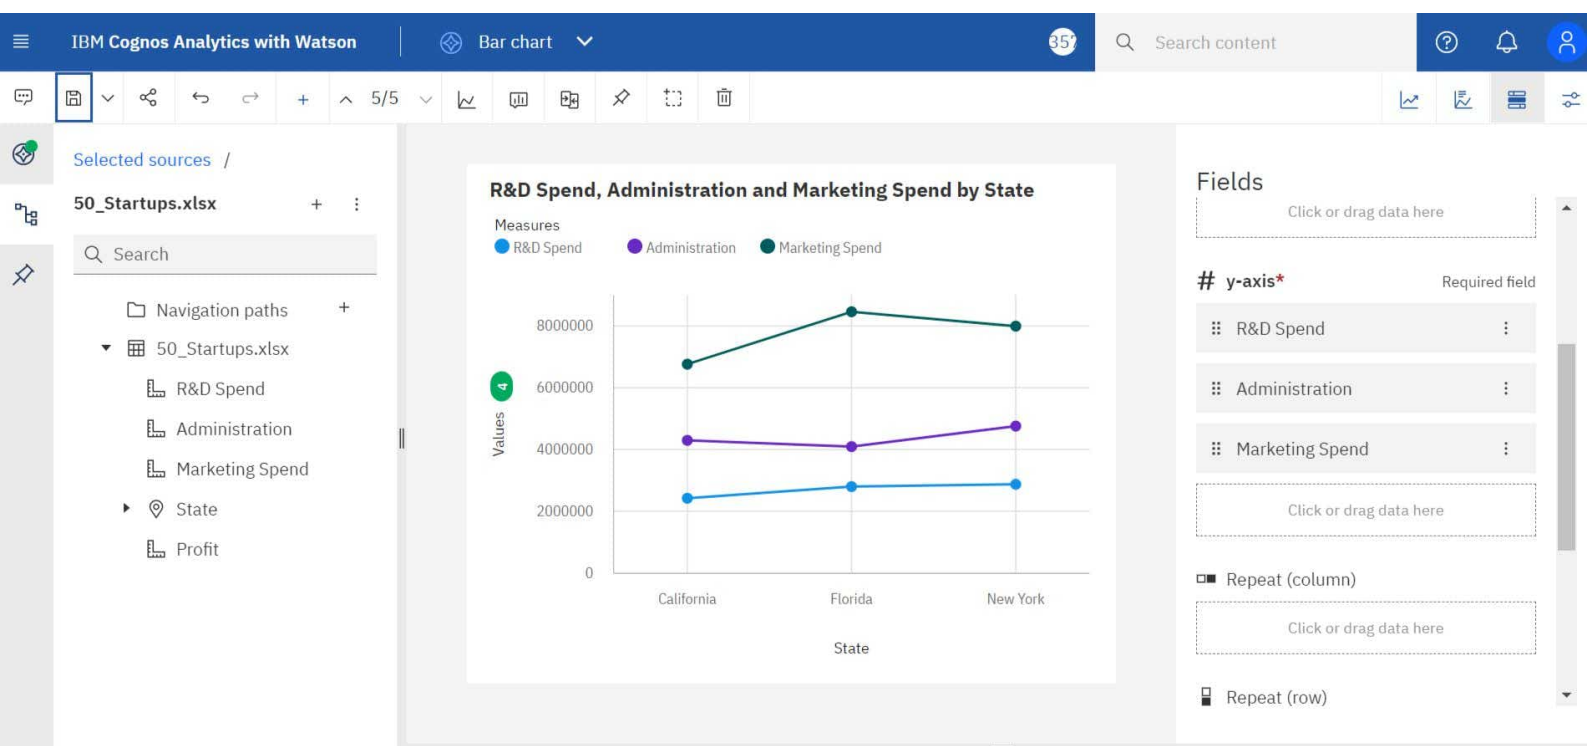 IBM Cognos Analytics with Watson
Bar chart
357
Search content
5/5
Selected sources /
50_Startups.xlsx
Search
Navigation paths
50_Startups.xlsx
R&D Spend
Administration
Marketing Spend
State
Profit
R&D Spend, Administration and Marketing Spend by State
Measures
R&D Spend Administration Marketing Spend
8000000
6000000
4000000
2000000
0
4
Values
California Florida New York
State
Fields
Click or drag data here
# y-axis* Required field
R&D Spend
Administration
Marketing Spend
Click or drag data here
Repeat (column)
Click or drag data here
Repeat (row)